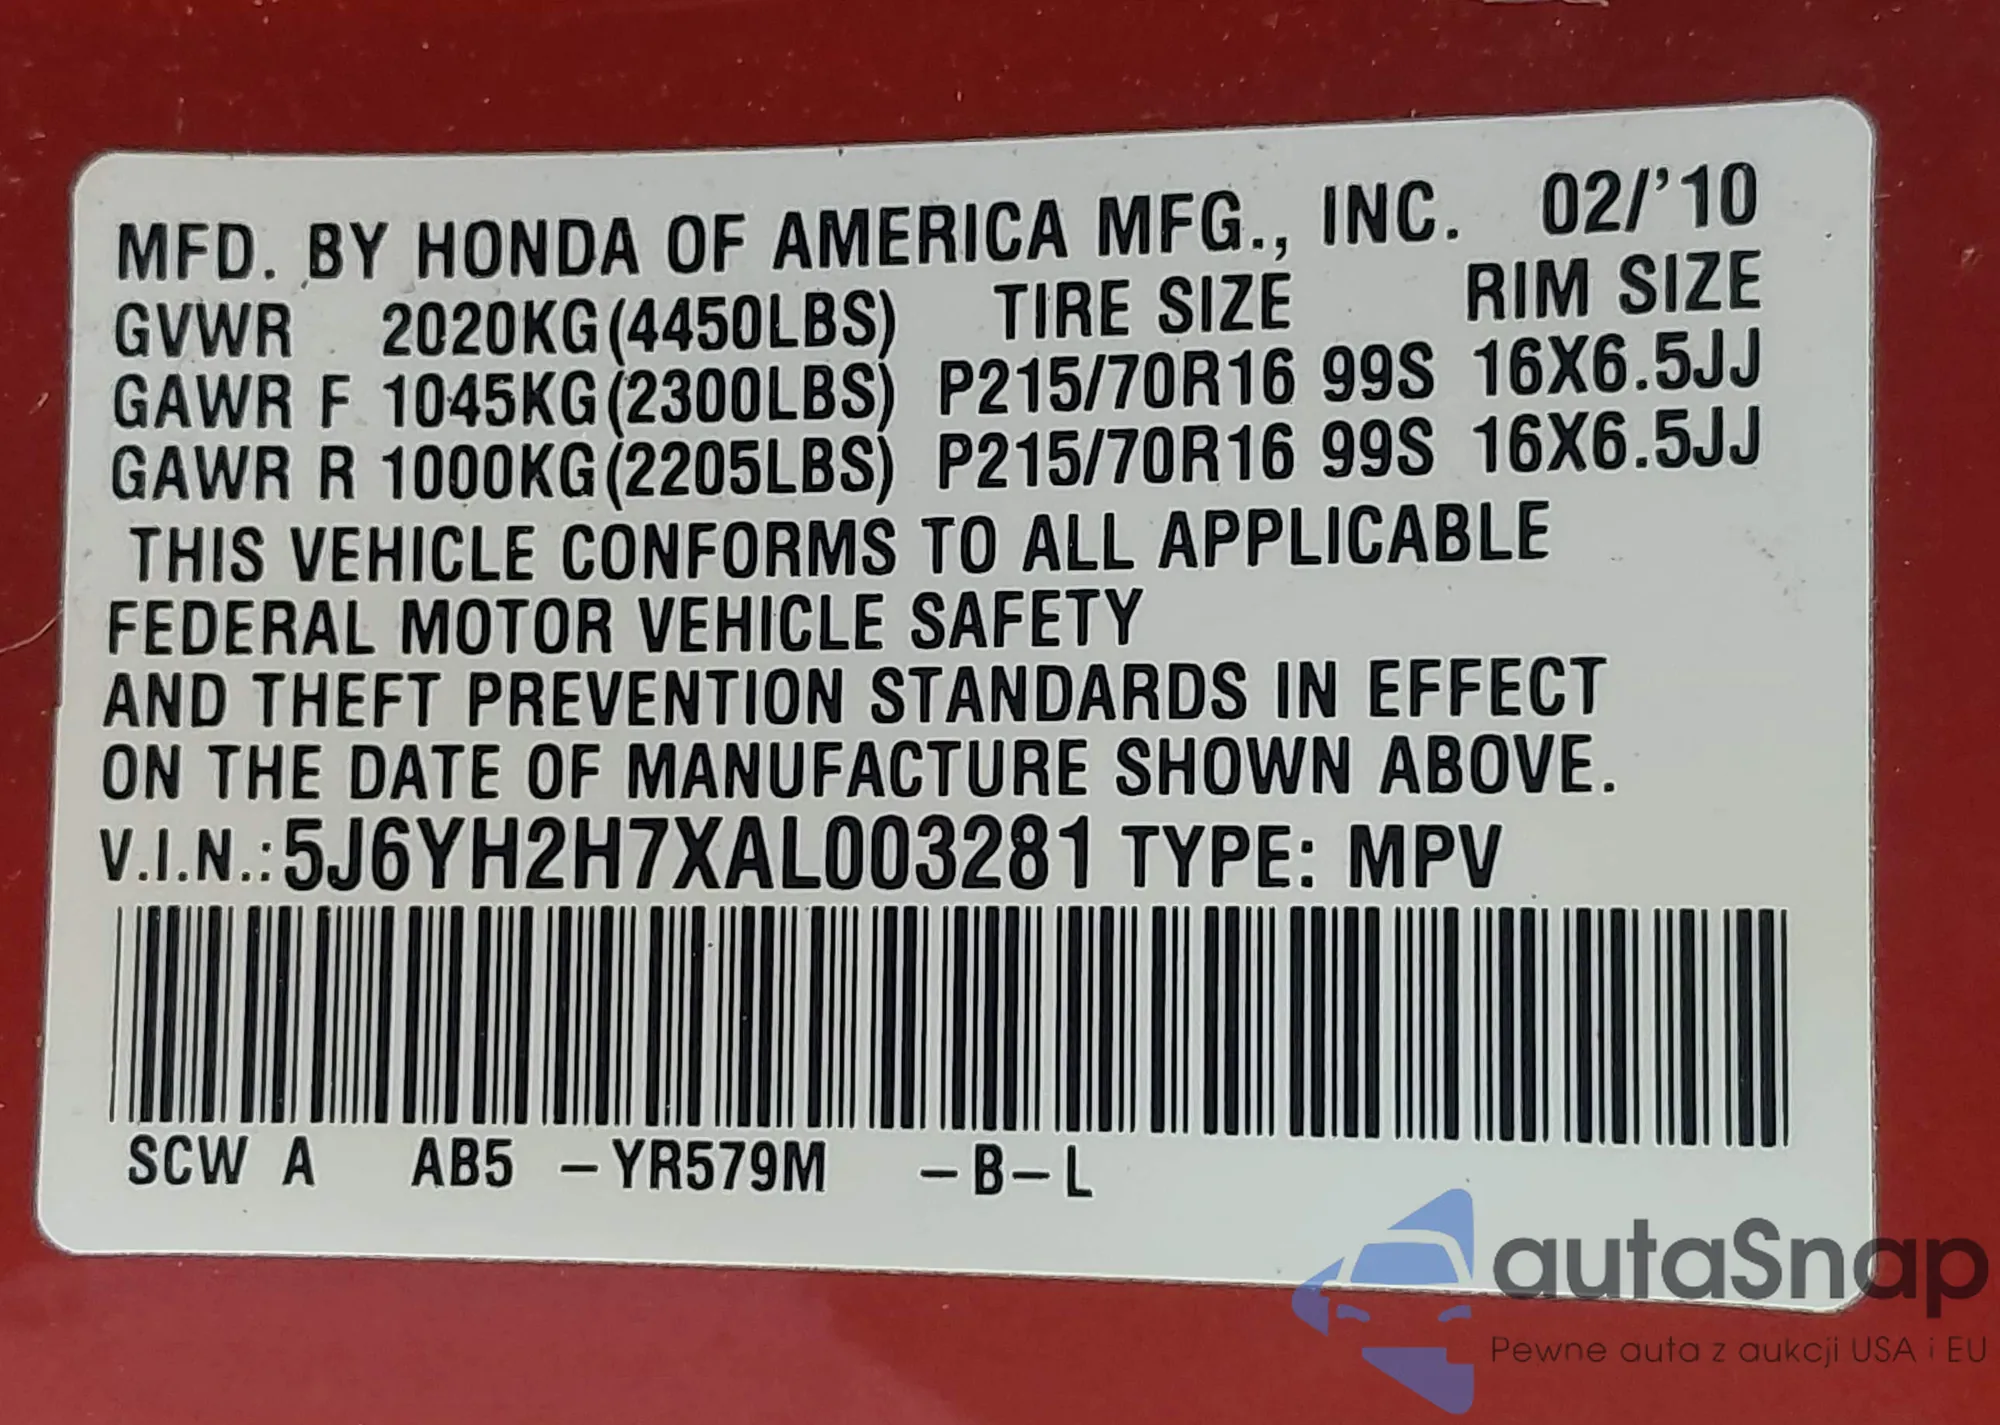 MFD. BY HONDA OF AMERICA MFG., INC. 02/'10
GVWR 2020KG(4450LBS) TIRE SIZE RIM SIZE
GAWR F 1045KG(2300LBS) P215/70R16 99S 16X6.5JJ
GAWR R 1000KG(2205LBS) P215/70R16 99S 16X6.5JJ
THIS VEHICLE CONFORMS TO ALL APPLICABLE
FEDERAL MOTOR VEHICLE SAFETY
AND THEFT PREVENTION STANDARDS IN EFFECT
ON THE DATE OF MANUFACTURE SHOWN ABOVE.
V.I.N.: 5J6YH2H7XAL003281 TYPE: MPV
SCW A AB5 -YR579M -B-L
autaSnap
Pewne auta z aukcji USA i EU